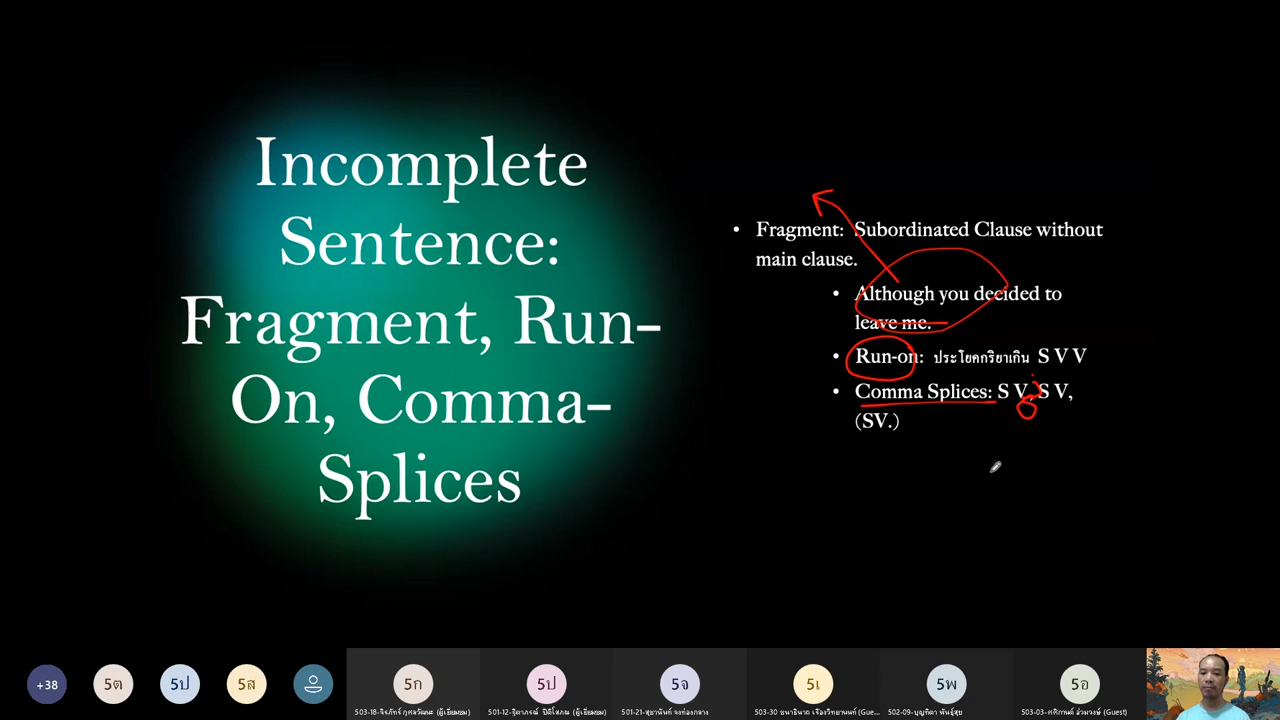 Incomplete
Sentence:
Fragment, Run-
On, Comma-
Splices
• Fragment: Subordinated Clause without
main clause.
• Although you decided to
leave me.
• Run-on: ประโยคกริยาเกิน S V V
• Comma Splices: S V, S V,
(SV.)
+38
5ต
5ป
5ส
5ก
5ป
5จ
5เ
5พ
5อ